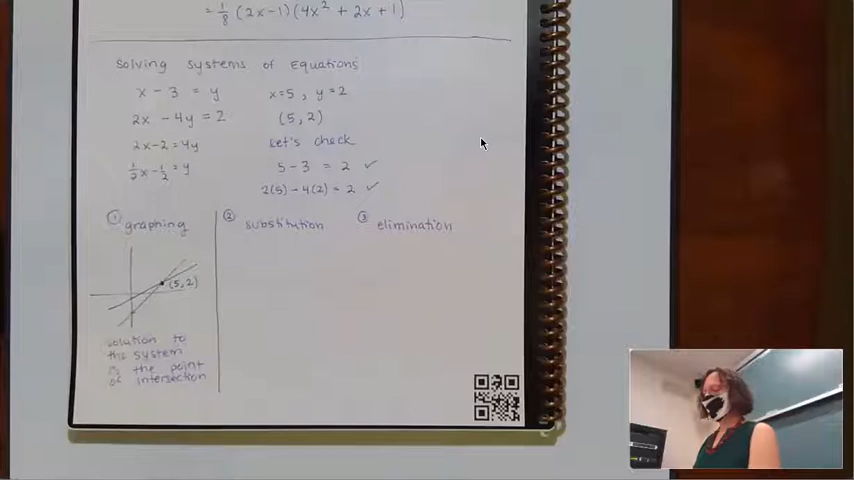 = 1/8 (2x-1)(4x² + 2x + 1)
Solving systems of Equations
x - 3 = y
2x - 4y = 2
2x - 2 = 4y
1/2x - 1/2 = y
x=5, y=2
(5, 2)
Let's check
5 - 3 = 2 ✓
2(5) - 4(2) = 2 ✓
① graphing
(5,2)
solution to
the system
is the point
of intersection
② substitution
③ elimination